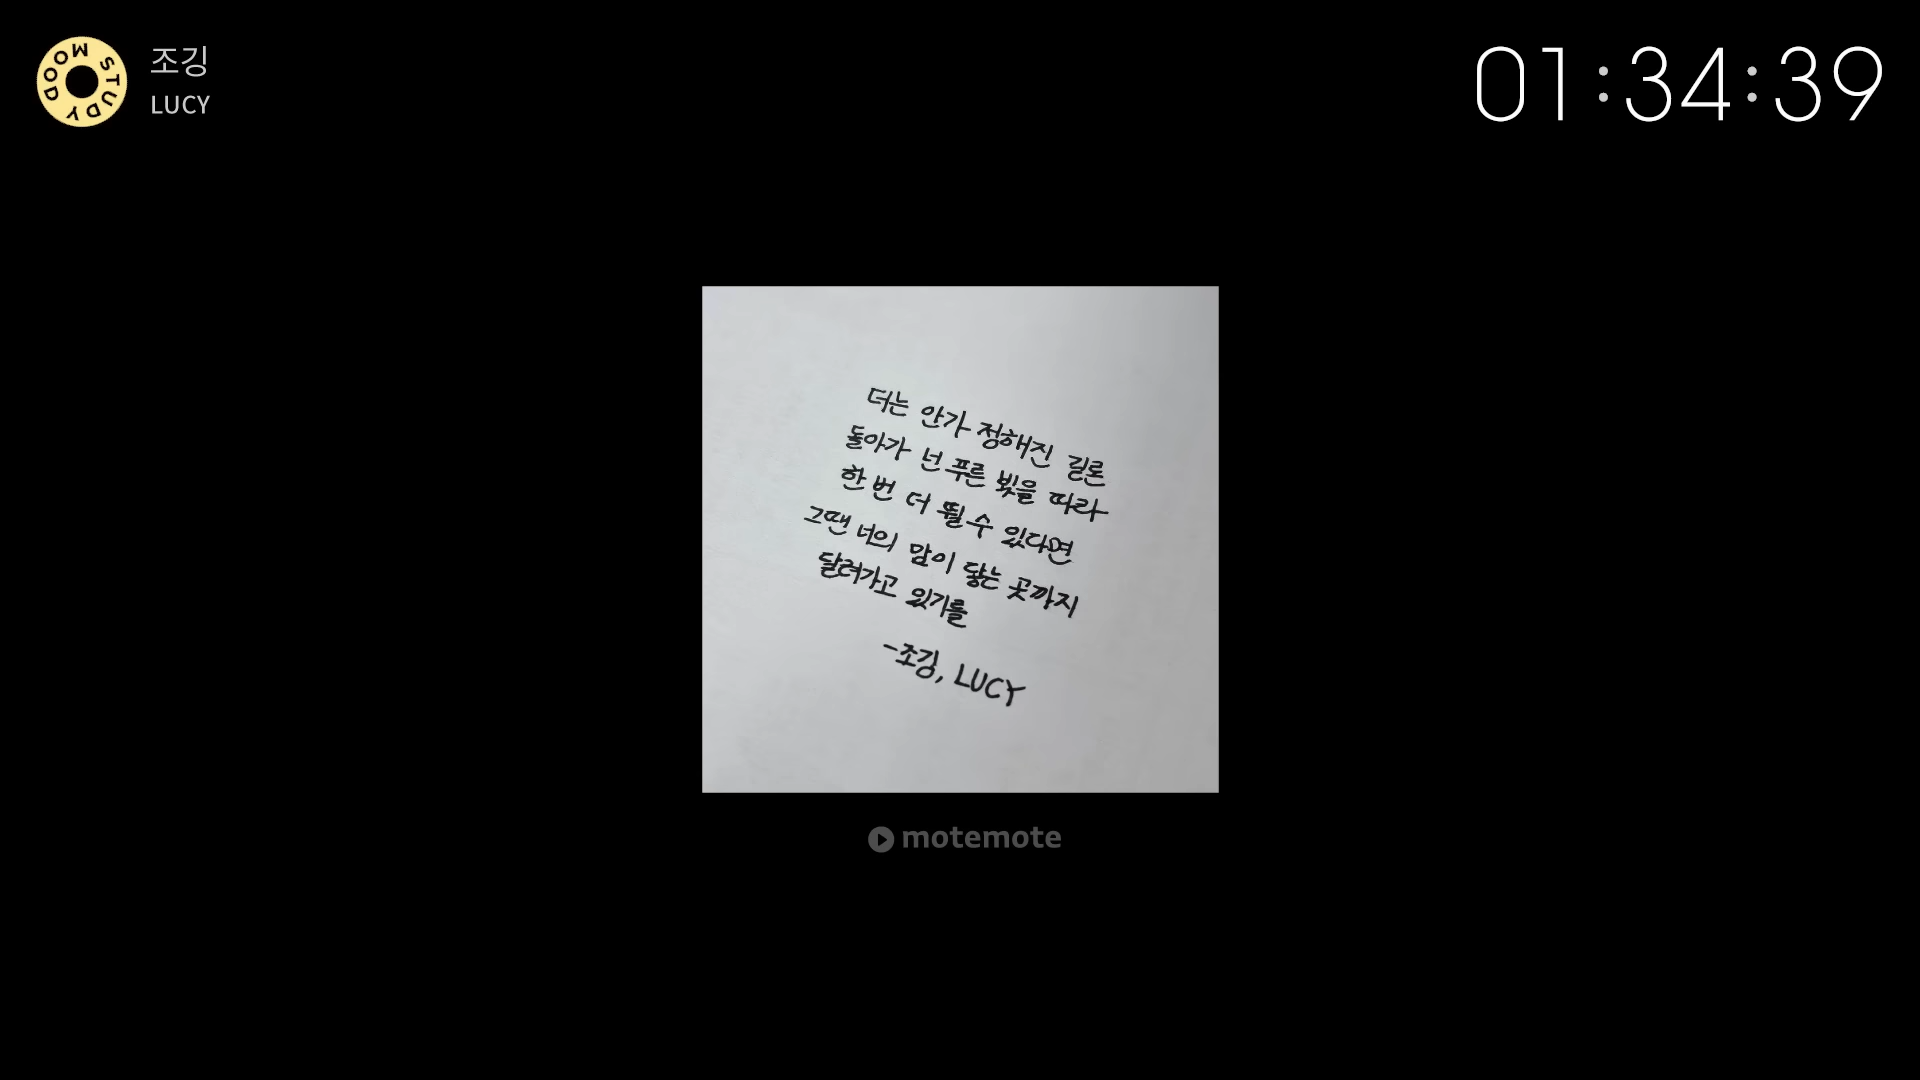 STUDY MOOD
조깅
LUCY
01:34:39
더는 안가 정해진 길론
돌아가 넌 푸른 빛을 따라
한 번 더 뛸 수 있다면
그땐 너의 맘이 닿는 곳까지
달려가고 있기를
-조깅, LUCY
motemote